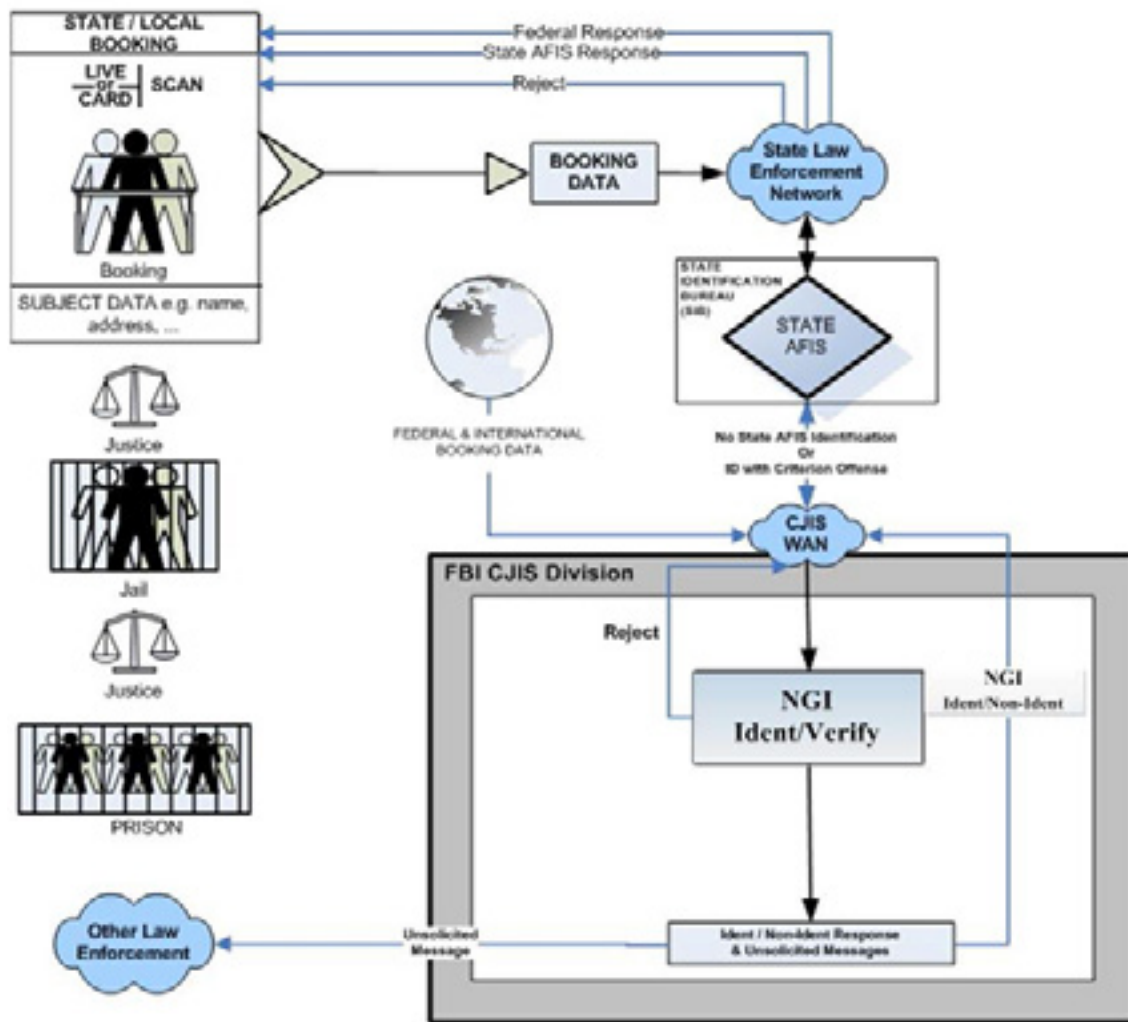 STATE / LOCAL
BOOKING
LIVE
or
CARD
SCAN
Booking
SUBJECT DATA e.g. name,
address, ...
Federal Response
State AFIS Response
Reject
BOOKING
DATA
State Law
Enforcement
Network
STATE
IDENTIFICATION
BUREAU
(SIB)
STATE
AFIS
FEDERAL & INTERNATIONAL
BOOKING DATA
No State AFIS Identification
Or
ID with Criterion Offense
CJIS
WAN
Justice
Jail
Justice
PRISON
FBI CJIS Division
Reject
NGI
Ident/Verify
NGI
Ident/Non-Ident
Ident / Non-Ident Response
& Unsolicited Messages
Unsolicited
Message
Other Law
Enforcement